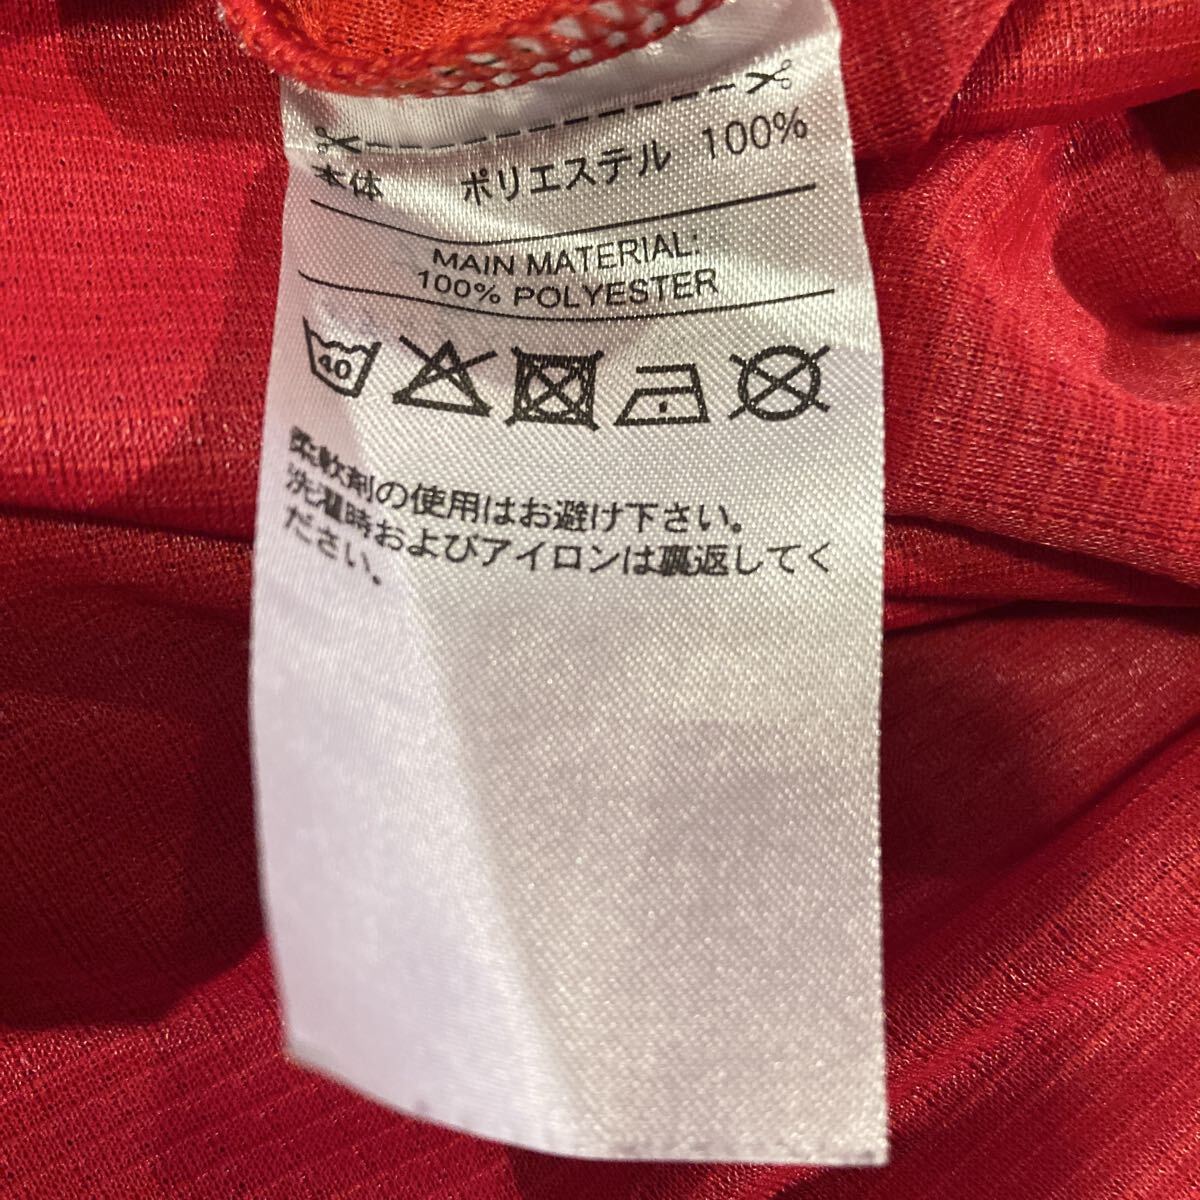 本体 ポリエステル 100%
MAIN MATERIAL:
100% POLYESTER
40
柔軟剤の使用はお避け下さい。
洗濯時およびアイロンは裏返してく
ださい。